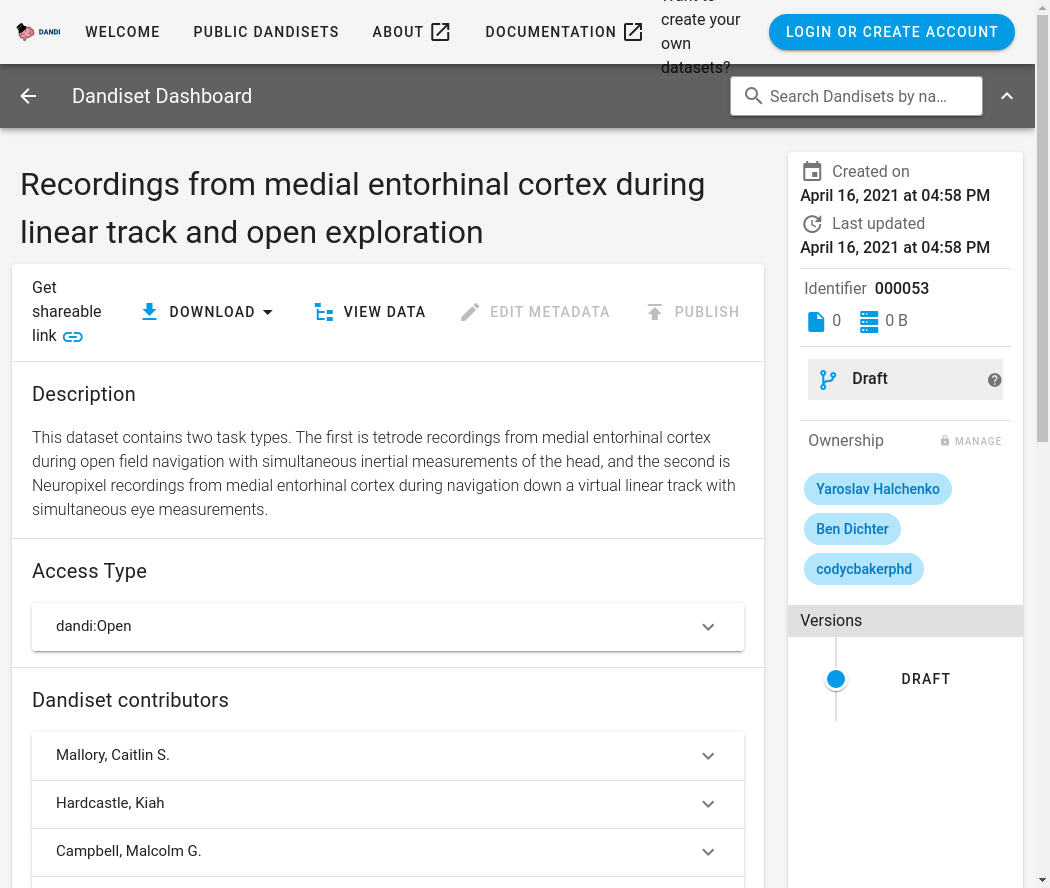 DANDI
WELCOME
PUBLIC DANDISETS
ABOUT
DOCUMENTATION
create your
own
datasets?
LOGIN OR CREATE ACCOUNT
Dandiset Dashboard
Search Dandisets by na…
Recordings from medial entorhinal cortex during
linear track and open exploration
Get
shareable
link
DOWNLOAD
VIEW DATA
EDIT METADATA
PUBLISH
Description
This dataset contains two task types. The first is tetrode recordings from medial entorhinal cortex
during open field navigation with simultaneous inertial measurements of the head, and the second is
Neuropixel recordings from medial entorhinal cortex during navigation down a virtual linear track with
simultaneous eye measurements.
Access Type
dandi:Open
Dandiset contributors
Mallory, Caitlin S.
Hardcastle, Kiah
Campbell, Malcolm G.
Created on
April 16, 2021 at 04:58 PM
Last updated
April 16, 2021 at 04:58 PM
Identifier 000053
0
0 B
Draft
Ownership
MANAGE
Yaroslav Halchenko
Ben Dichter
codycbakerphd
Versions
DRAFT